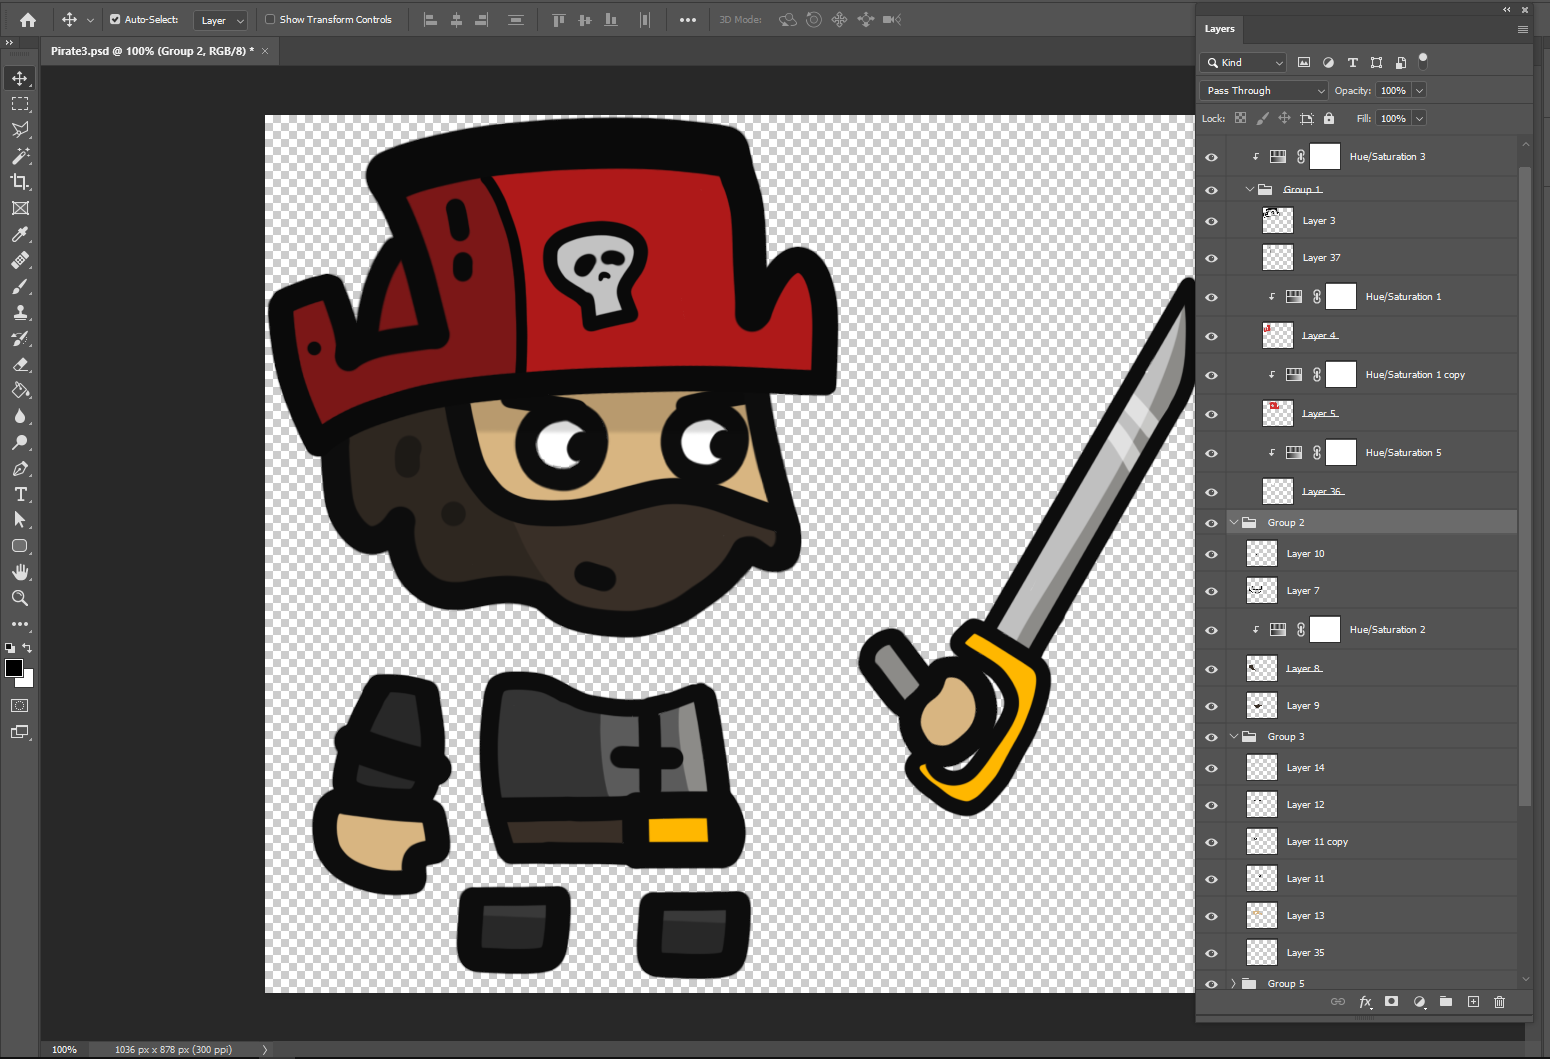 Auto-Select:
Layer
Show Transform Controls
3D Mode:
Pirate3.psd @ 100% (Group 2, RGB/8) *
Layers
Kind
Pass Through
Opacity: 100%
Lock:
Fill: 100%
Hue/Saturation 3
Group 1
Layer 3
Layer 37
Hue/Saturation 1
Layer 4
Hue/Saturation 1 copy
Layer 5
Hue/Saturation 5
Layer 36
Group 2
Layer 10
Layer 7
Hue/Saturation 2
Layer 8
Layer 9
Group 3
Layer 14
Layer 12
Layer 11 copy
Layer 11
Layer 13
Layer 35
Group 5
fx
100%
1036 px x 878 px (300 ppi)